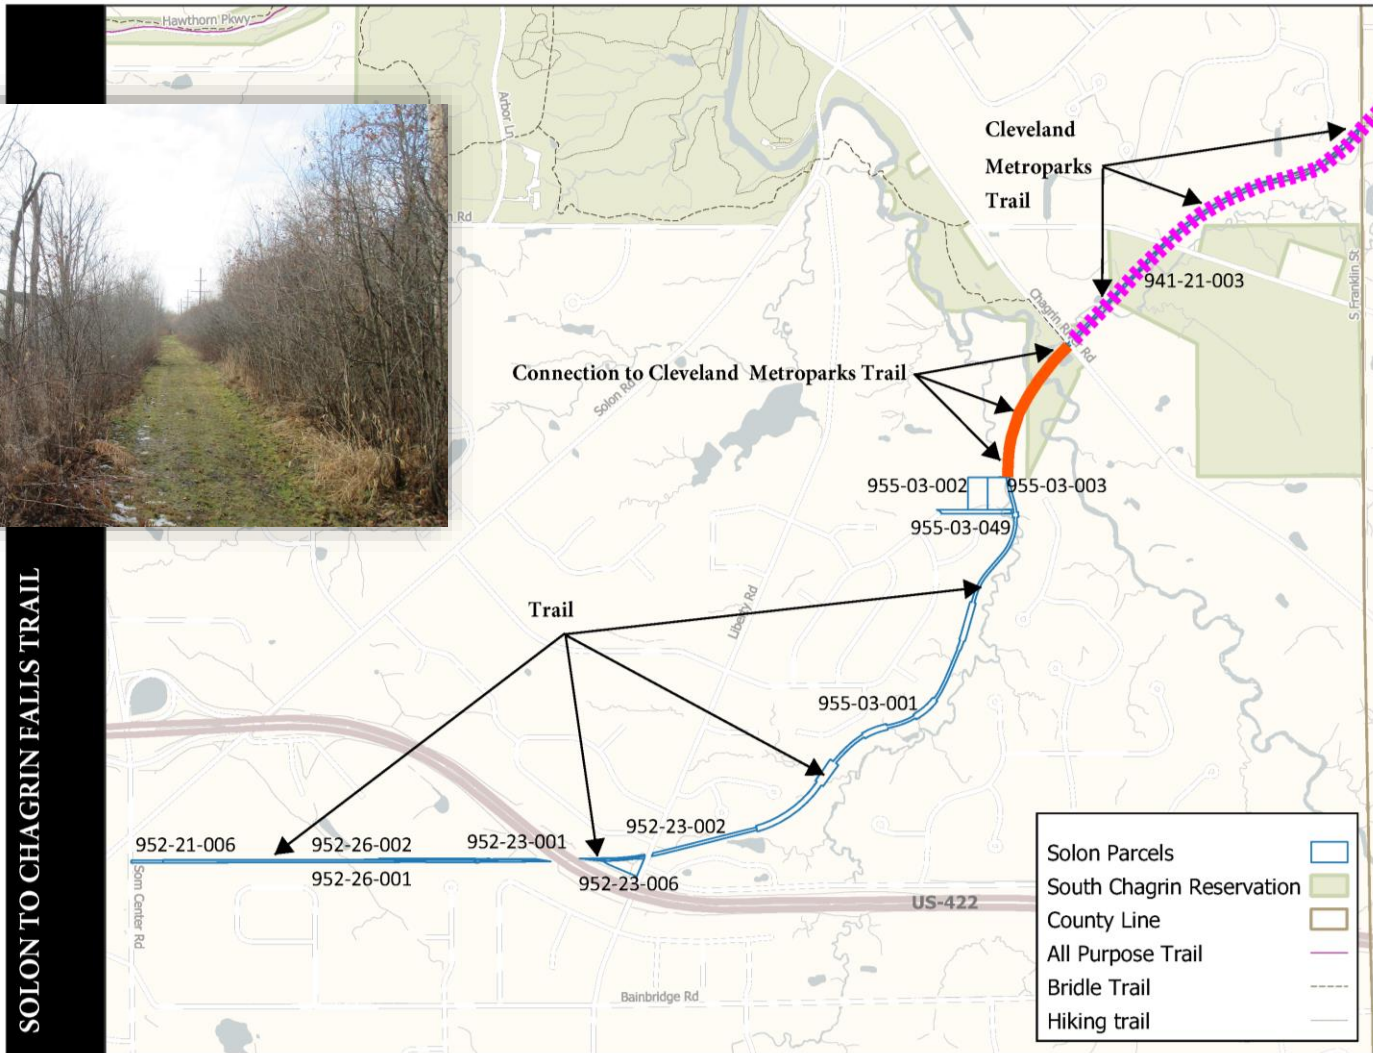 SOLON TO CHAGRIN FALLS TRAIL
Hawthorn Pkwy
Arbor Ln
Rd
Cleveland
Metroparks
Trail
941-21-003
S Franklin St
Chagrin River Rd
Connection to Cleveland Metroparks Trail
Solon Rd
955-03-002
955-03-003
955-03-049
Trail
Liberty Rd
955-03-001
952-23-002
952-21-006
952-26-002
952-23-001
952-26-001
952-23-006
Som Center Rd
US-422
Bainbridge Rd
Solon Parcels
South Chagrin Reservation
County Line
All Purpose Trail
Bridle Trail
Hiking trail